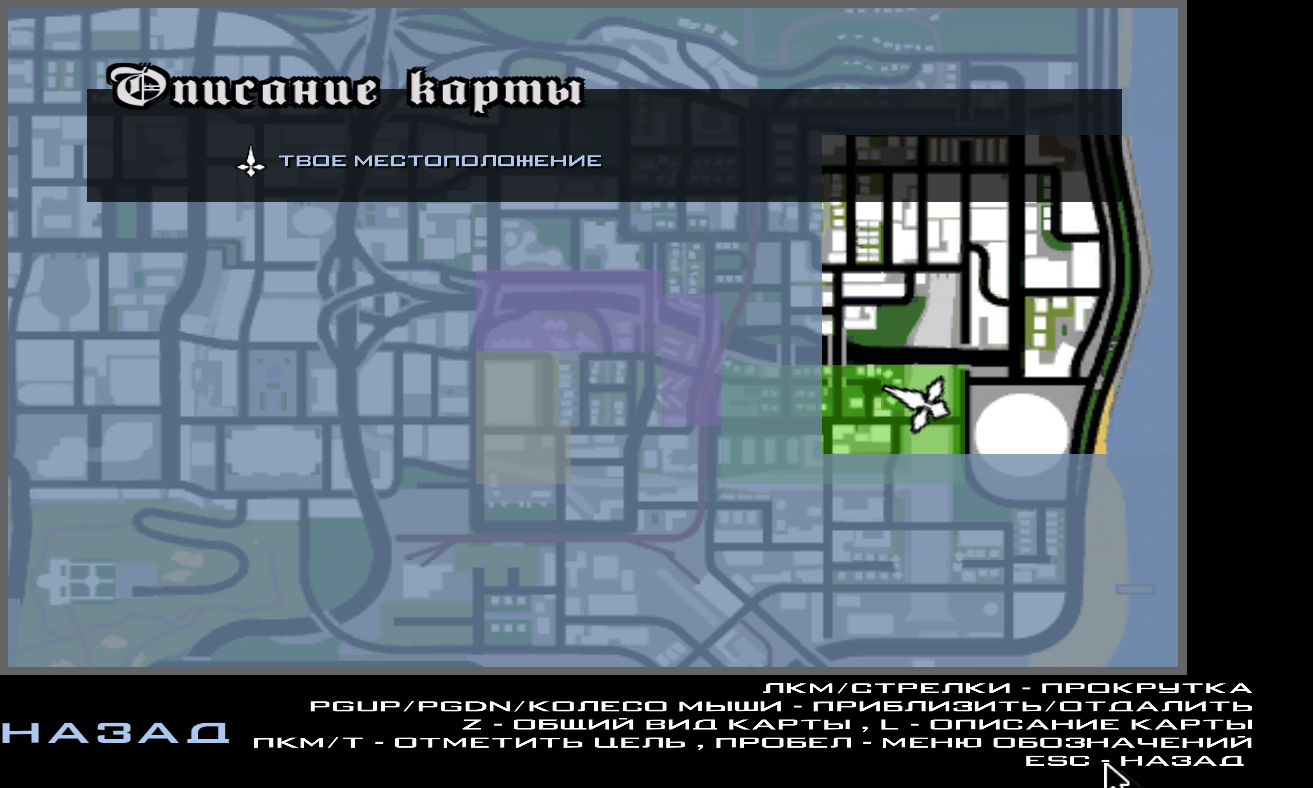 Описание карты
ТВОЕ МЕСТОПОЛОЖЕНИЕ
ЛКМ/СТРЕЛКИ - ПРОКРУТКА
PGUP/PGDN/КОЛЕСО МЫШИ - ПРИБЛИЗИТЬ/ОТДАЛИТЬ
Z - ОБЩИЙ ВИД КАРТЫ , L - ОПИСАНИЕ КАРТЫ
ПКМ/T - ОТМЕТИТЬ ЦЕЛЬ , ПРОБЕЛ - МЕНЮ ОБОЗНАЧЕНИЙ
ESC - НАЗАД
НАЗАД